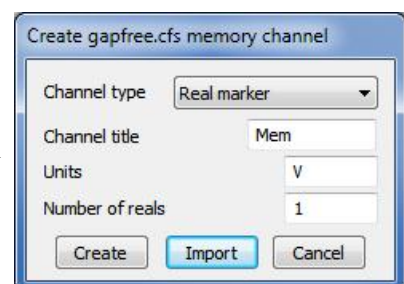 Create gapfree.cfs memory channel
Channel type Real marker
Channel title Mem
Units V
Number of reals 1
Create Import Cancel